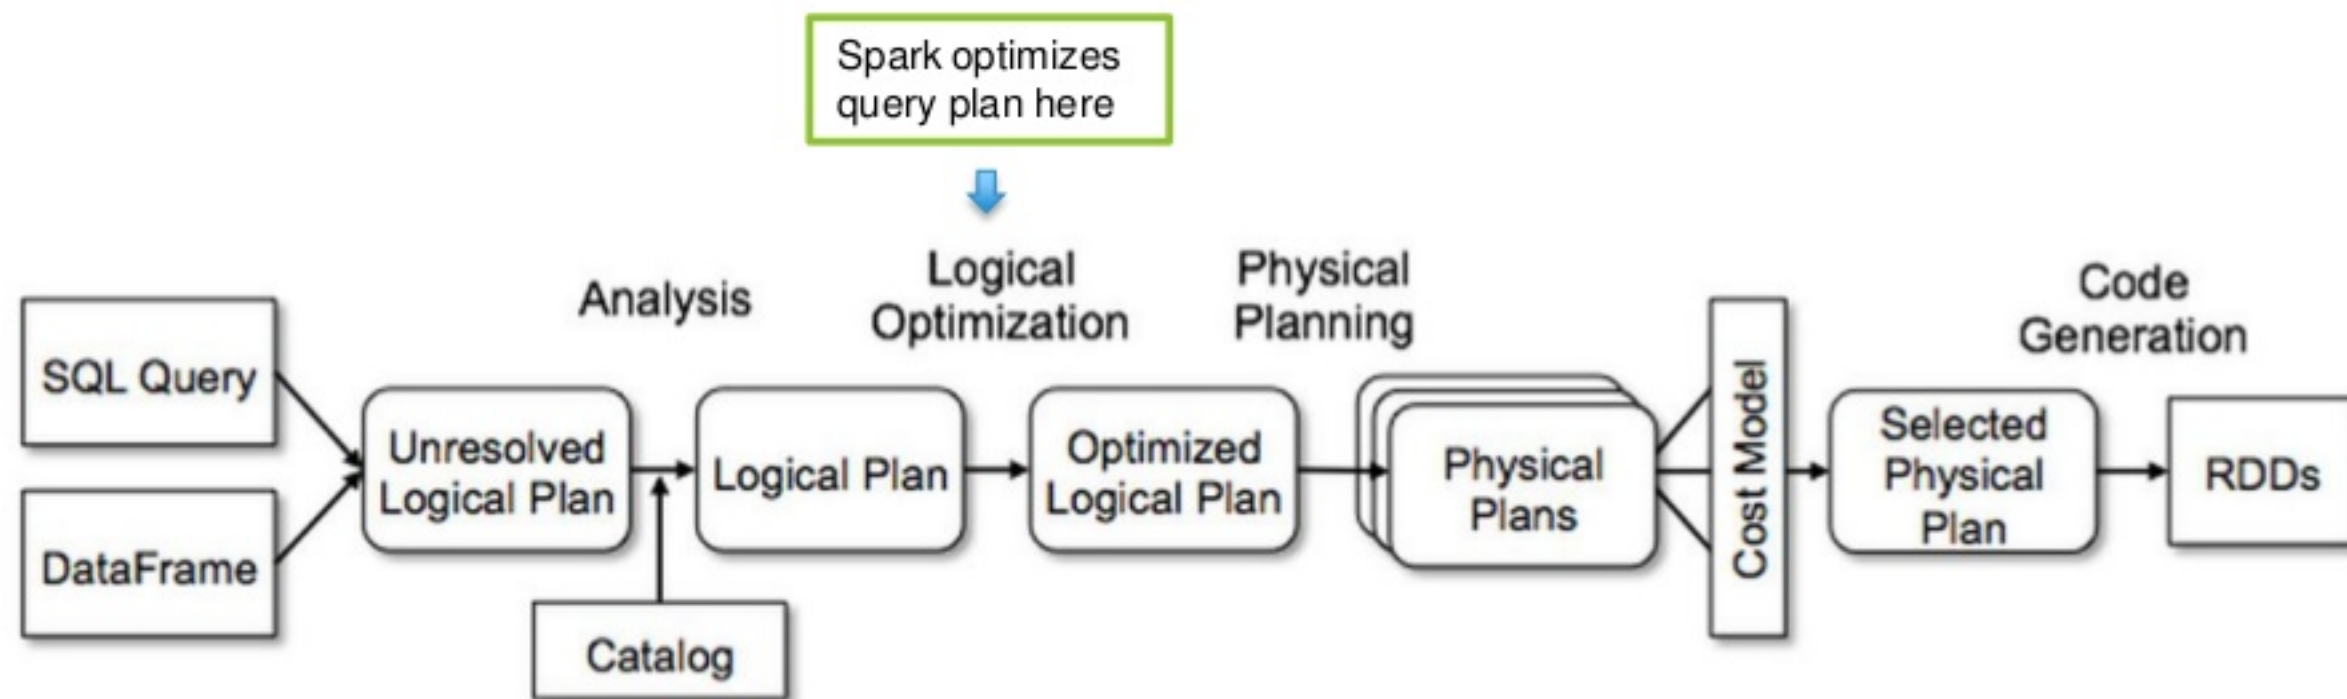 Spark optimizes
query plan here
Analysis
Logical
Optimization
Physical
Planning
Code
Generation
SQL Query
DataFrame
Unresolved
Logical Plan
Catalog
Logical Plan
Optimized
Logical Plan
Physical
Plans
Cost Model
Selected
Physical
Plan
RDDs